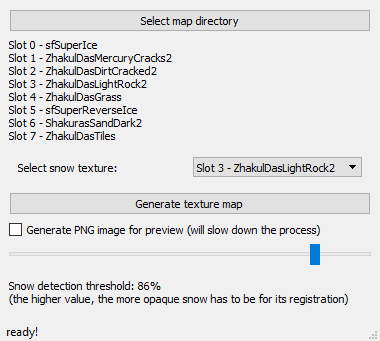 Select map directory
Slot 0 - sfSuperIce
Slot 1 - ZhakulDasMercuryCracks2
Slot 2 - ZhakulDasDirtCracked2
Slot 3 - ZhakulDasLightRock2
Slot 4 - ZhakulDasGrass
Slot 5 - sfSuperReverseIce
Slot 6 - ShakurasSandDark2
Slot 7 - ZhakulDasTiles
Select snow texture: Slot 3 - ZhakulDasLightRock2
Generate texture map
Generate PNG image for preview (will slow down the process)
Snow detection threshold: 86%
(the higher value, the more opaque snow has to be for its registration)
ready!